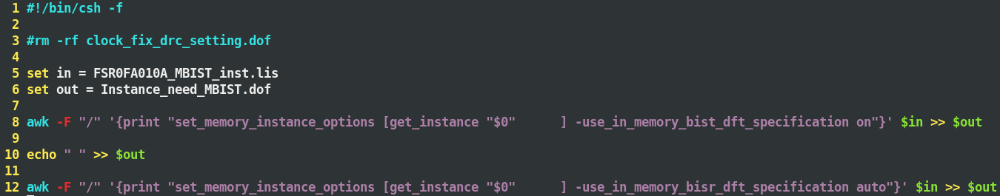 1 #!/bin/csh -f
2
3 #rm -rf clock_fix_drc_setting.dof
4
5 set in = FSR0FA010A_MBIST_inst.lis
6 set out = Instance_need_MBIST.dof
7
8 awk -F "/" '{print "set_memory_instance_options [get_instance "$0"      ] -use_in_memory_bist_dft_specification on"}' $in >> $out
9
10 echo " " >> $out
11
12 awk -F "/" '{print "set_memory_instance_options [get_instance "$0"      ] -use_in_memory_bisr_dft_specification auto"}' $in >> $out